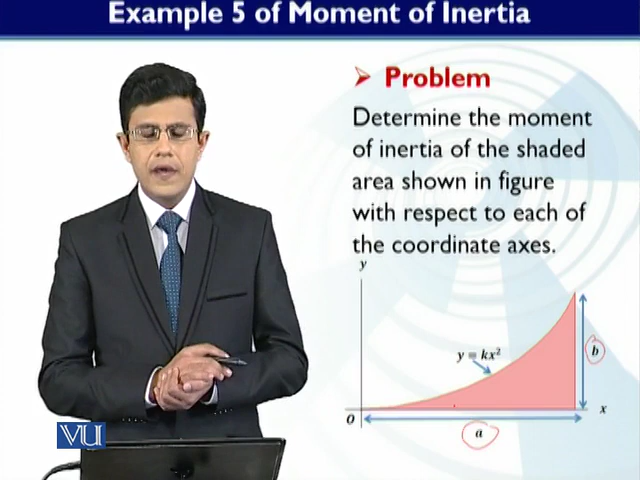 Example 5 of Moment of Inertia
Problem
Determine the moment
of inertia of the shaded
area shown in figure
with respect to each of
the coordinate axes.
y
y = kx²
b
x
O
a
VU